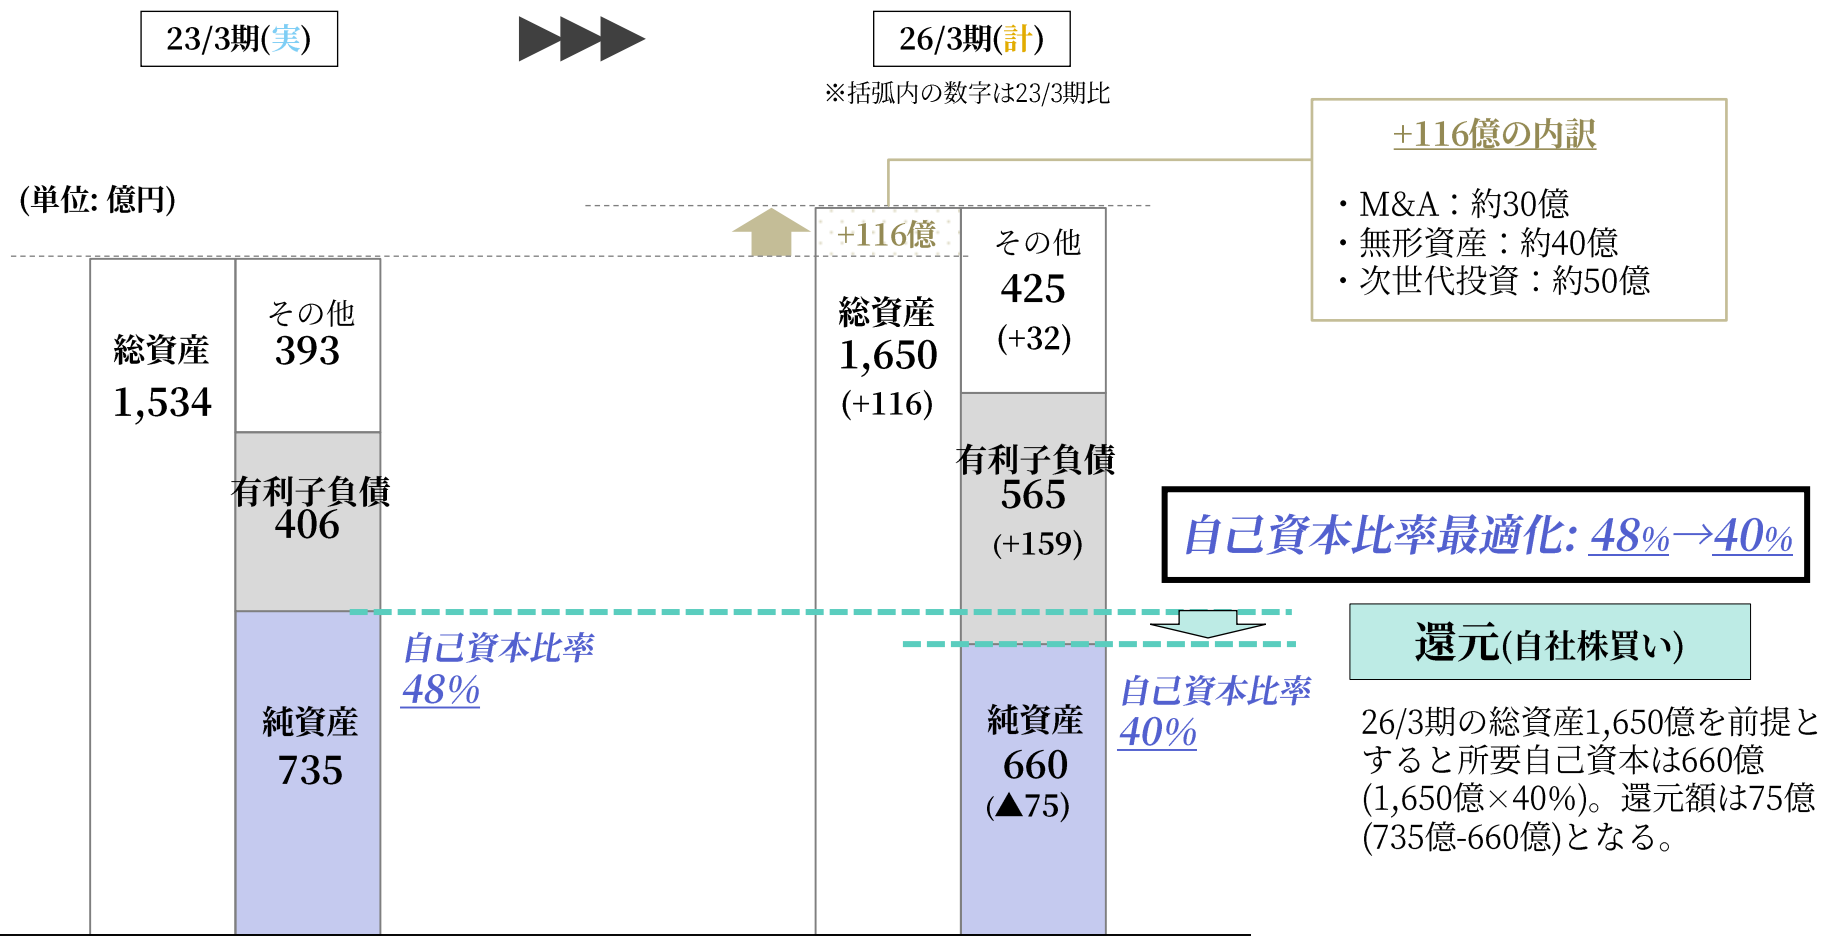 23/3期(実)
26/3期(計)
※括弧内の数字は23/3期比
(単位: 億円)
総資産
1,534
その他
393
有利子負債
406
純資産
735
自己資本比率
48%
+116億
総資産
1,650
(+116)
その他
425
(+32)
有利子負債
565
(+159)
純資産
660
(▲75)
自己資本比率
40%
+116億の内訳
・M&A：約30億
・無形資産：約40億
・次世代投資：約50億
自己資本比率最適化: 48%→40%
還元(自社株買い)
26/3期の総資産1,650億を前提と
すると所要自己資本は660億
(1,650億×40%)。還元額は75億
(735億-660億)となる。